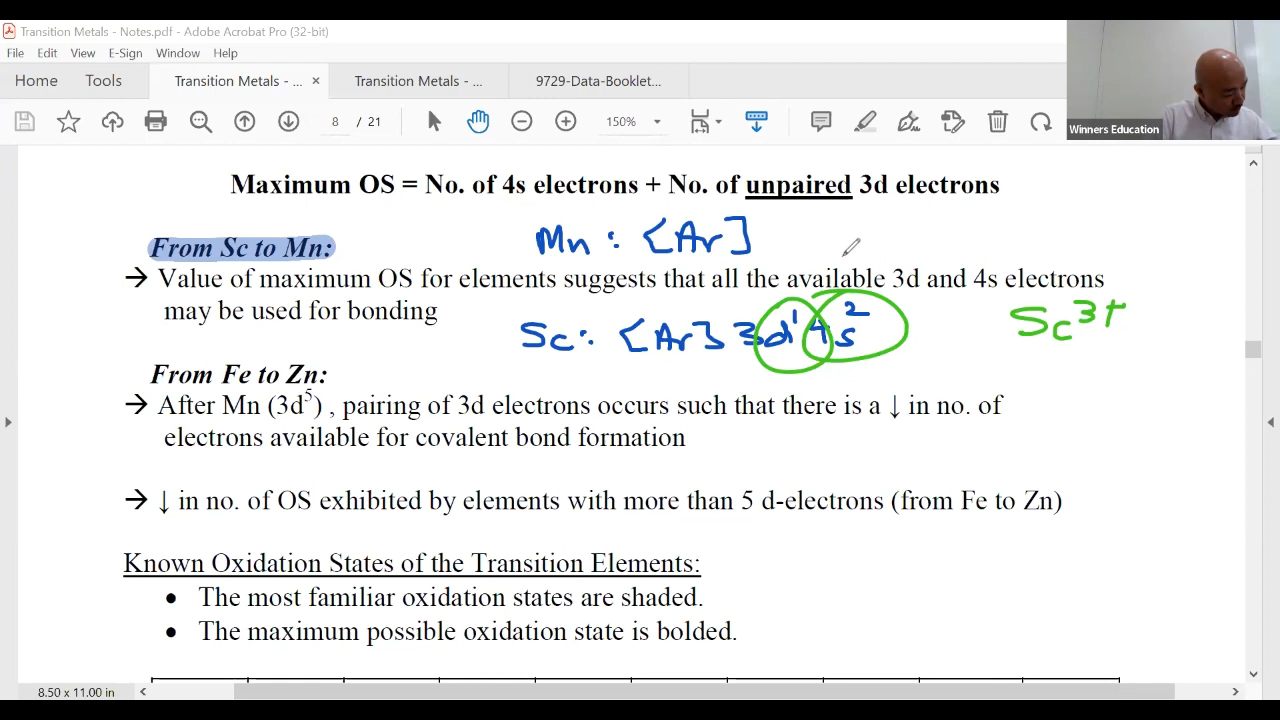 Transition Metals - Notes.pdf - Adobe Acrobat Pro (32-bit)
File Edit View E-Sign Window Help
Home Tools Transition Metals - ... × Transition Metals - ... 9729-Data-Booklet...
8 / 21 150%
Winners Education
Maximum OS = No. of 4s electrons + No. of unpaired 3d electrons
From Sc to Mn:
Mn : [Ar]
→ Value of maximum OS for elements suggests that all the available 3d and 4s electrons
may be used for bonding
Sc : [Ar] 3d¹ 4s²
Sc³⁺
From Fe to Zn:
→ After Mn (3d⁵) , pairing of 3d electrons occurs such that there is a ↓ in no. of
electrons available for covalent bond formation
→ ↓ in no. of OS exhibited by elements with more than 5 d-electrons (from Fe to Zn)
Known Oxidation States of the Transition Elements:
• The most familiar oxidation states are shaded.
• The maximum possible oxidation state is bolded.
8.50 x 11.00 in